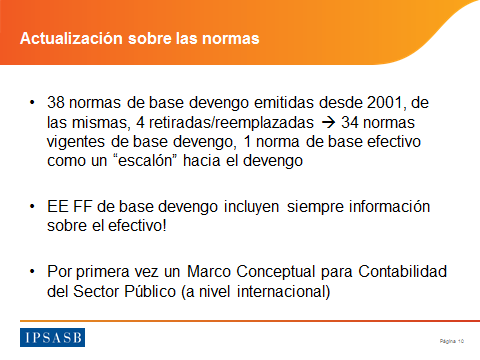 Actualización sobre las normas
• 38 normas de base devengo emitidas desde 2001, de
las mismas, 4 retiradas/reemplazadas → 34 normas
vigentes de base devengo, 1 norma de base efectivo
como un “escalón” hacia el devengo
• EE FF de base devengo incluyen siempre información
sobre el efectivo!
• Por primera vez un Marco Conceptual para Contabilidad
del Sector Público (a nivel internacional)
IPSASB
Página 10